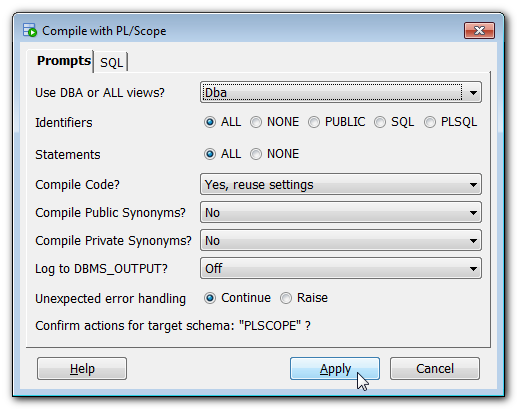 Compile with PL/Scope
Prompts SQL
Use DBA or ALL views? Dba
Identifiers ALL NONE PUBLIC SQL PLSQL
Statements ALL NONE
Compile Code? Yes, reuse settings
Compile Public Synonyms? No
Compile Private Synonyms? No
Log to DBMS_OUTPUT? Off
Unexpected error handling Continue Raise
Confirm actions for target schema: "PLSCOPE" ?
Help Apply Cancel